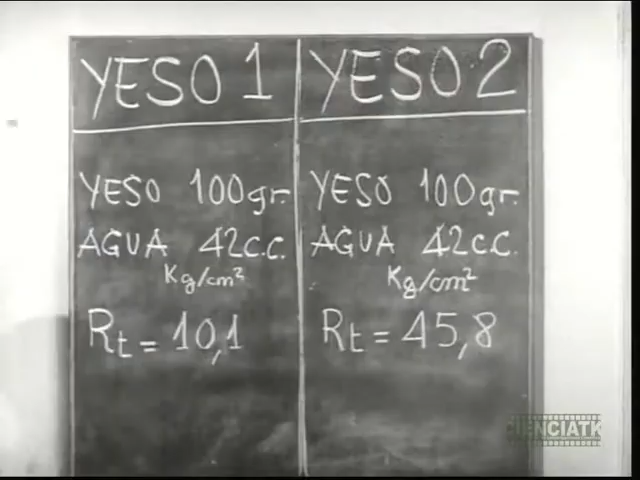 YESO 1
YESO 100gr.
AGUA 42c.c.
Kg/cm²
Rt = 10,1
YESO 2
YESO 100gr.
AGUA 42c.c.
Kg/cm²
Rt = 45,8
CIENCIATK